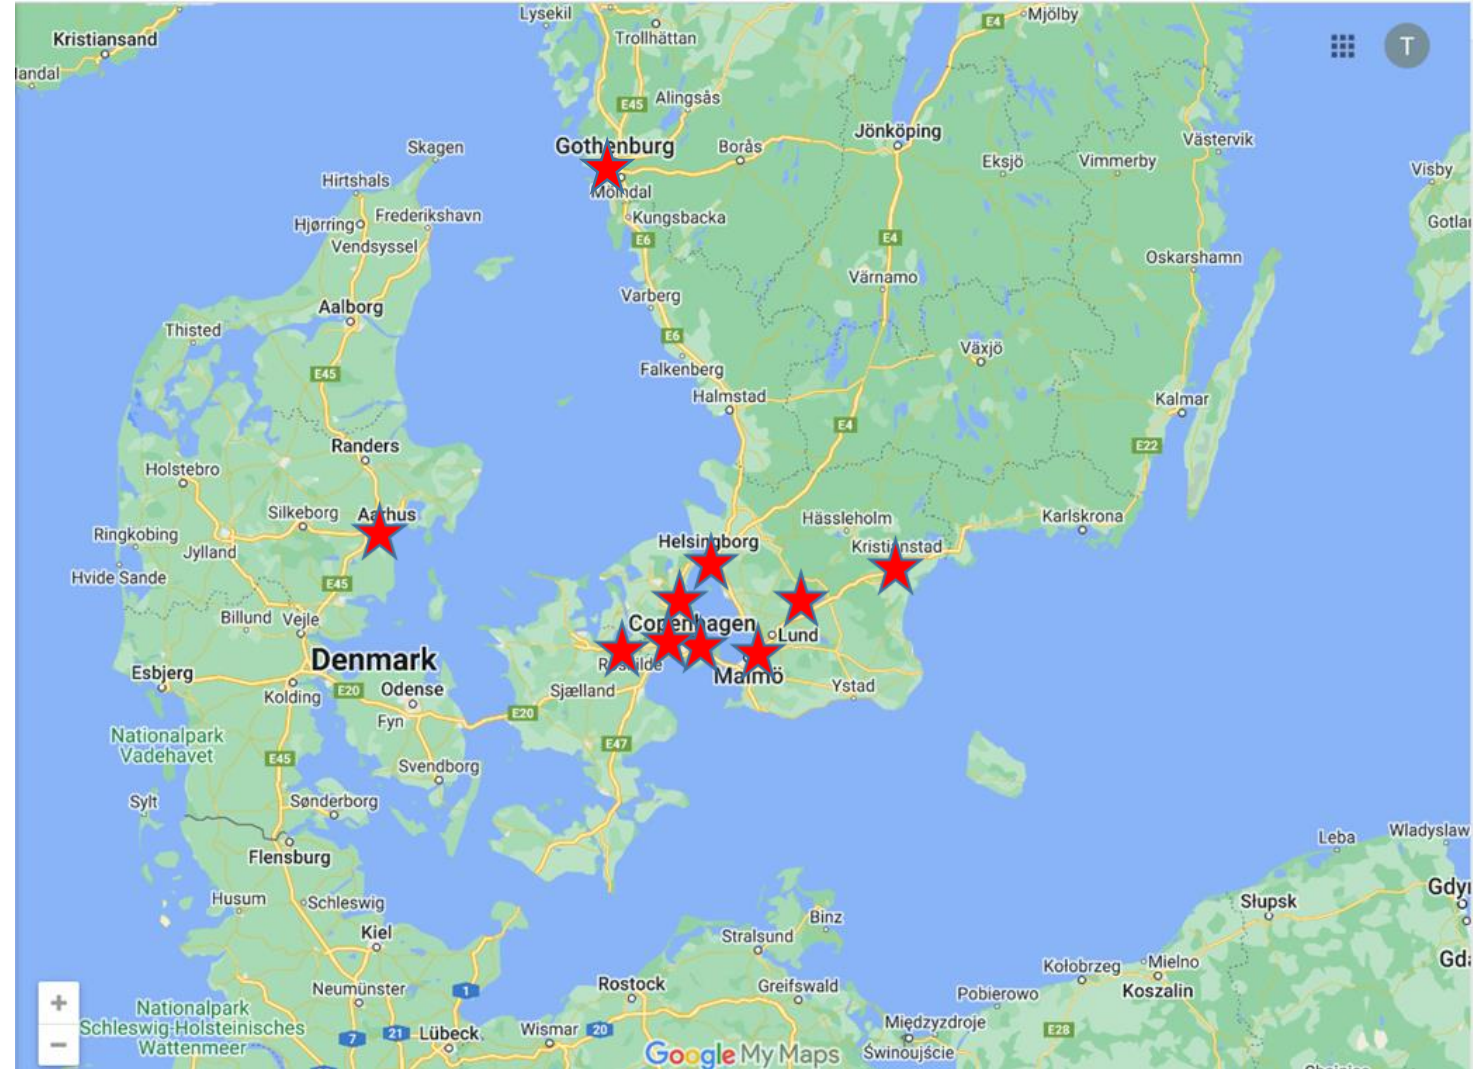 Lysekil
Mjölby
E4
Kristiansand
Trollhättan
T
landal
E45
Alingsås
Jönköping
Gothenburg
Borås
Västervik
Skagen
Eksjö
Vimmerby
Visby
Hirtshals
Mölndal
Frederikshavn
Kungsbacka
Hjørring
Gotlan
E6
E4
Vendsyssel
Oskarshamn
Värnamo
Aalborg
Varberg
Thisted
E6
Växjö
E45
Falkenberg
Halmstad
Kalmar
E4
Randers
E22
Holstebro
Silkeborg
Aarhus
Hässleholm
Karlskrona
Ringkobing
Helsingborg
Kristianstad
Jylland
Hvide Sande
E45
Billund
Vejle
Copenhagen
Lund
Denmark
Roskilde
Esbjerg
Malmö
Kolding
E20
Odense
Sjælland
Ystad
Fyn
E20
Nationalpark
Vadehavet
E47
E45
Svendborg
Sylt
Sønderborg
Leba
Wladyslaw
Flensburg
Husum
Schleswig
Słupsk
Gdy
Binz
Kiel
Stralsund
Kołobrzeg
Mielno
Gda
Neumünster
1
Rostock
Greifswald
Pobierowo
Koszalin
Nationalpark
Schleswig-Holsteinisches
Wattenmeer
7
21
Lübeck
Wismar
20
Międzyzdroje
E28
Google My Maps
Świnoujście